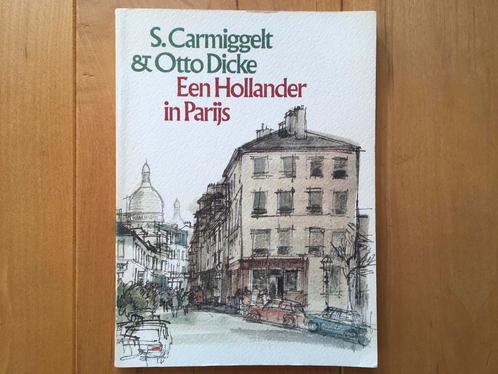 S. Carmiggelt
& Otto Dicke
Een Hollander
in Parijs